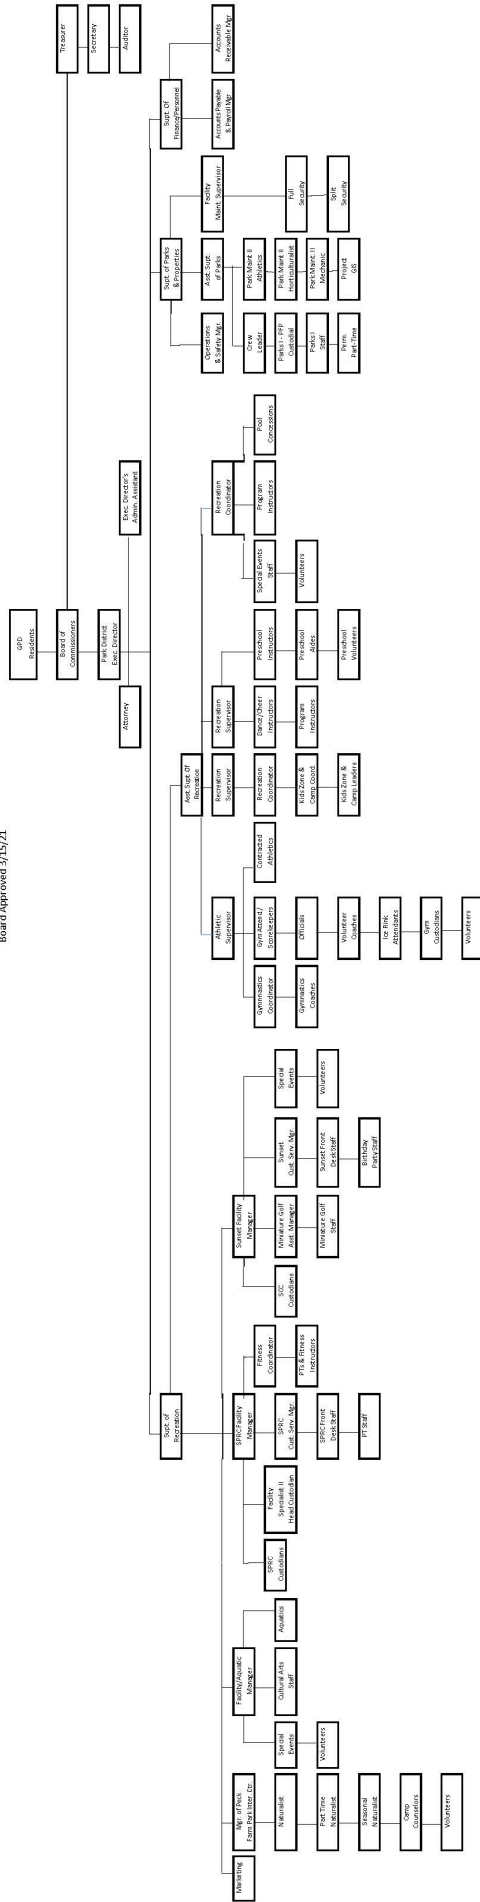 Board Approved 3/15/21
GPD
Residents
Board of
Commissioners
Treasurer
Secretary
Auditor
Park District
Exec. Director
Attorney
Exec. Director's
Admin. Assistant
Supt. of
Recreation
Supt. of Parks
& Properties
Supt. Of
Finance/Personnel
Asst. Supt. Of
Recreation
Marketing
Mgr. of Peck
Farm Park Inter. Ctr.
Naturalist
Part Time
Naturalist
Seasonal
Naturalist
Camp
Counselors
Volunteers
Facility/Aquatic
Manager
Special
Events
Volunteers
Cultural Arts
Staff
Aquatics
SPRC Facility
Manager
SPRC
Custodians
Facility
Specialist II
Head Custodian
SPRC
Cust. Serv. Mgr.
SPRC Front
Desk Staff
PT Staff
Fitness
Coordinator
PTs & Fitness
Instructors
Sunset Facility
Manager
SCC
Custodians
Miniature Golf
Asst. Manager
Miniature Golf
Staff
Sunset
Cust. Serv. Mgr.
Sunset Front
Desk Staff
Birthday
Party Staff
Special
Events
Volunteers
Athletic
Supervisor
Gymnastics
Coordinator
Gymnastics
Coaches
Gym Attend/
Scorekeepers
Officials
Volunteer
Coaches
Ice Rink
Attendants
Gym
Custodians
Volunteers
Contracted
Athletics
Recreation
Supervisor
Recreation
Coordinator
Kids Zone &
Camp Coord.
Kids Zone &
Camp Leaders
Recreation
Supervisor
Dance/Cheer
Instructors
Program
Instructors
Preschool
Instructors
Preschool
Aides
Preschool
Volunteers
Recreation
Coordinator
Special Events
Staff
Volunteers
Program
Instructors
Pool
Concessions
Operations
& Safety Mgr.
Asst. Supt.
of Parks
Facility
Maint. Supervisor
Crew
Leader
Parks I - PFP
Custodial
Parks I
Staff
Perm.
Part-Time
Park Maint II
Athletics
Park Maint II
Horticulturalist
Park Maint. II
Mechanic
Project
GIS
Full
Security
Split
Security
Accounts Payable
& Payroll Mgr
Accounts
Receivable Mgr.